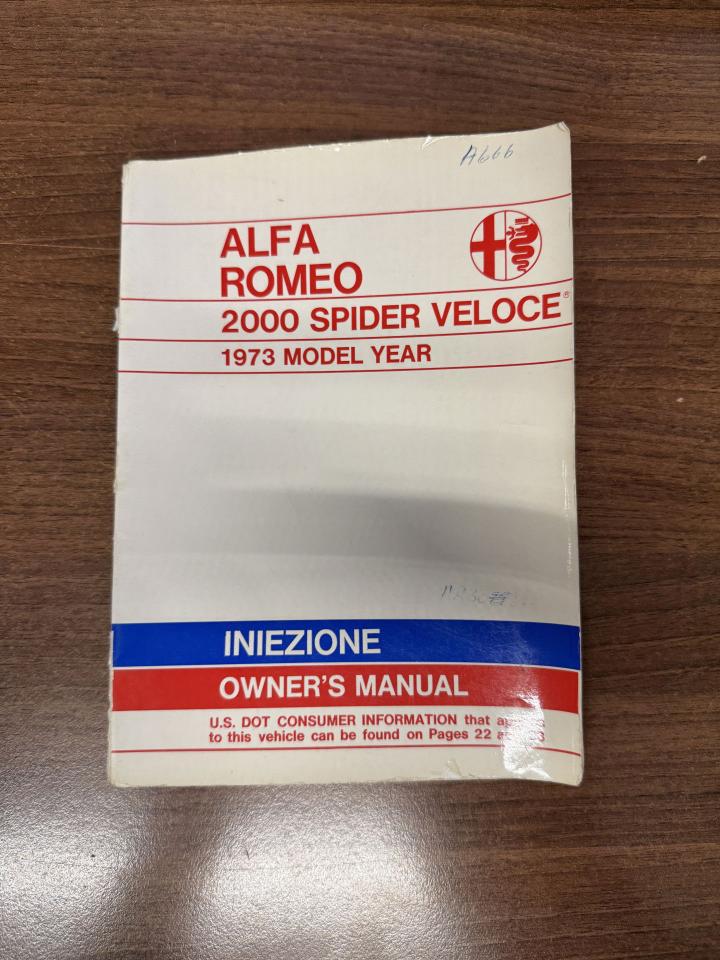 A666
ALFA
ROMEO
2000 SPIDER VELOCE®
1973 MODEL YEAR
INIEZIONE
OWNER'S MANUAL
U.S. DOT CONSUMER INFORMATION that
to this vehicle can be found on Pages 22